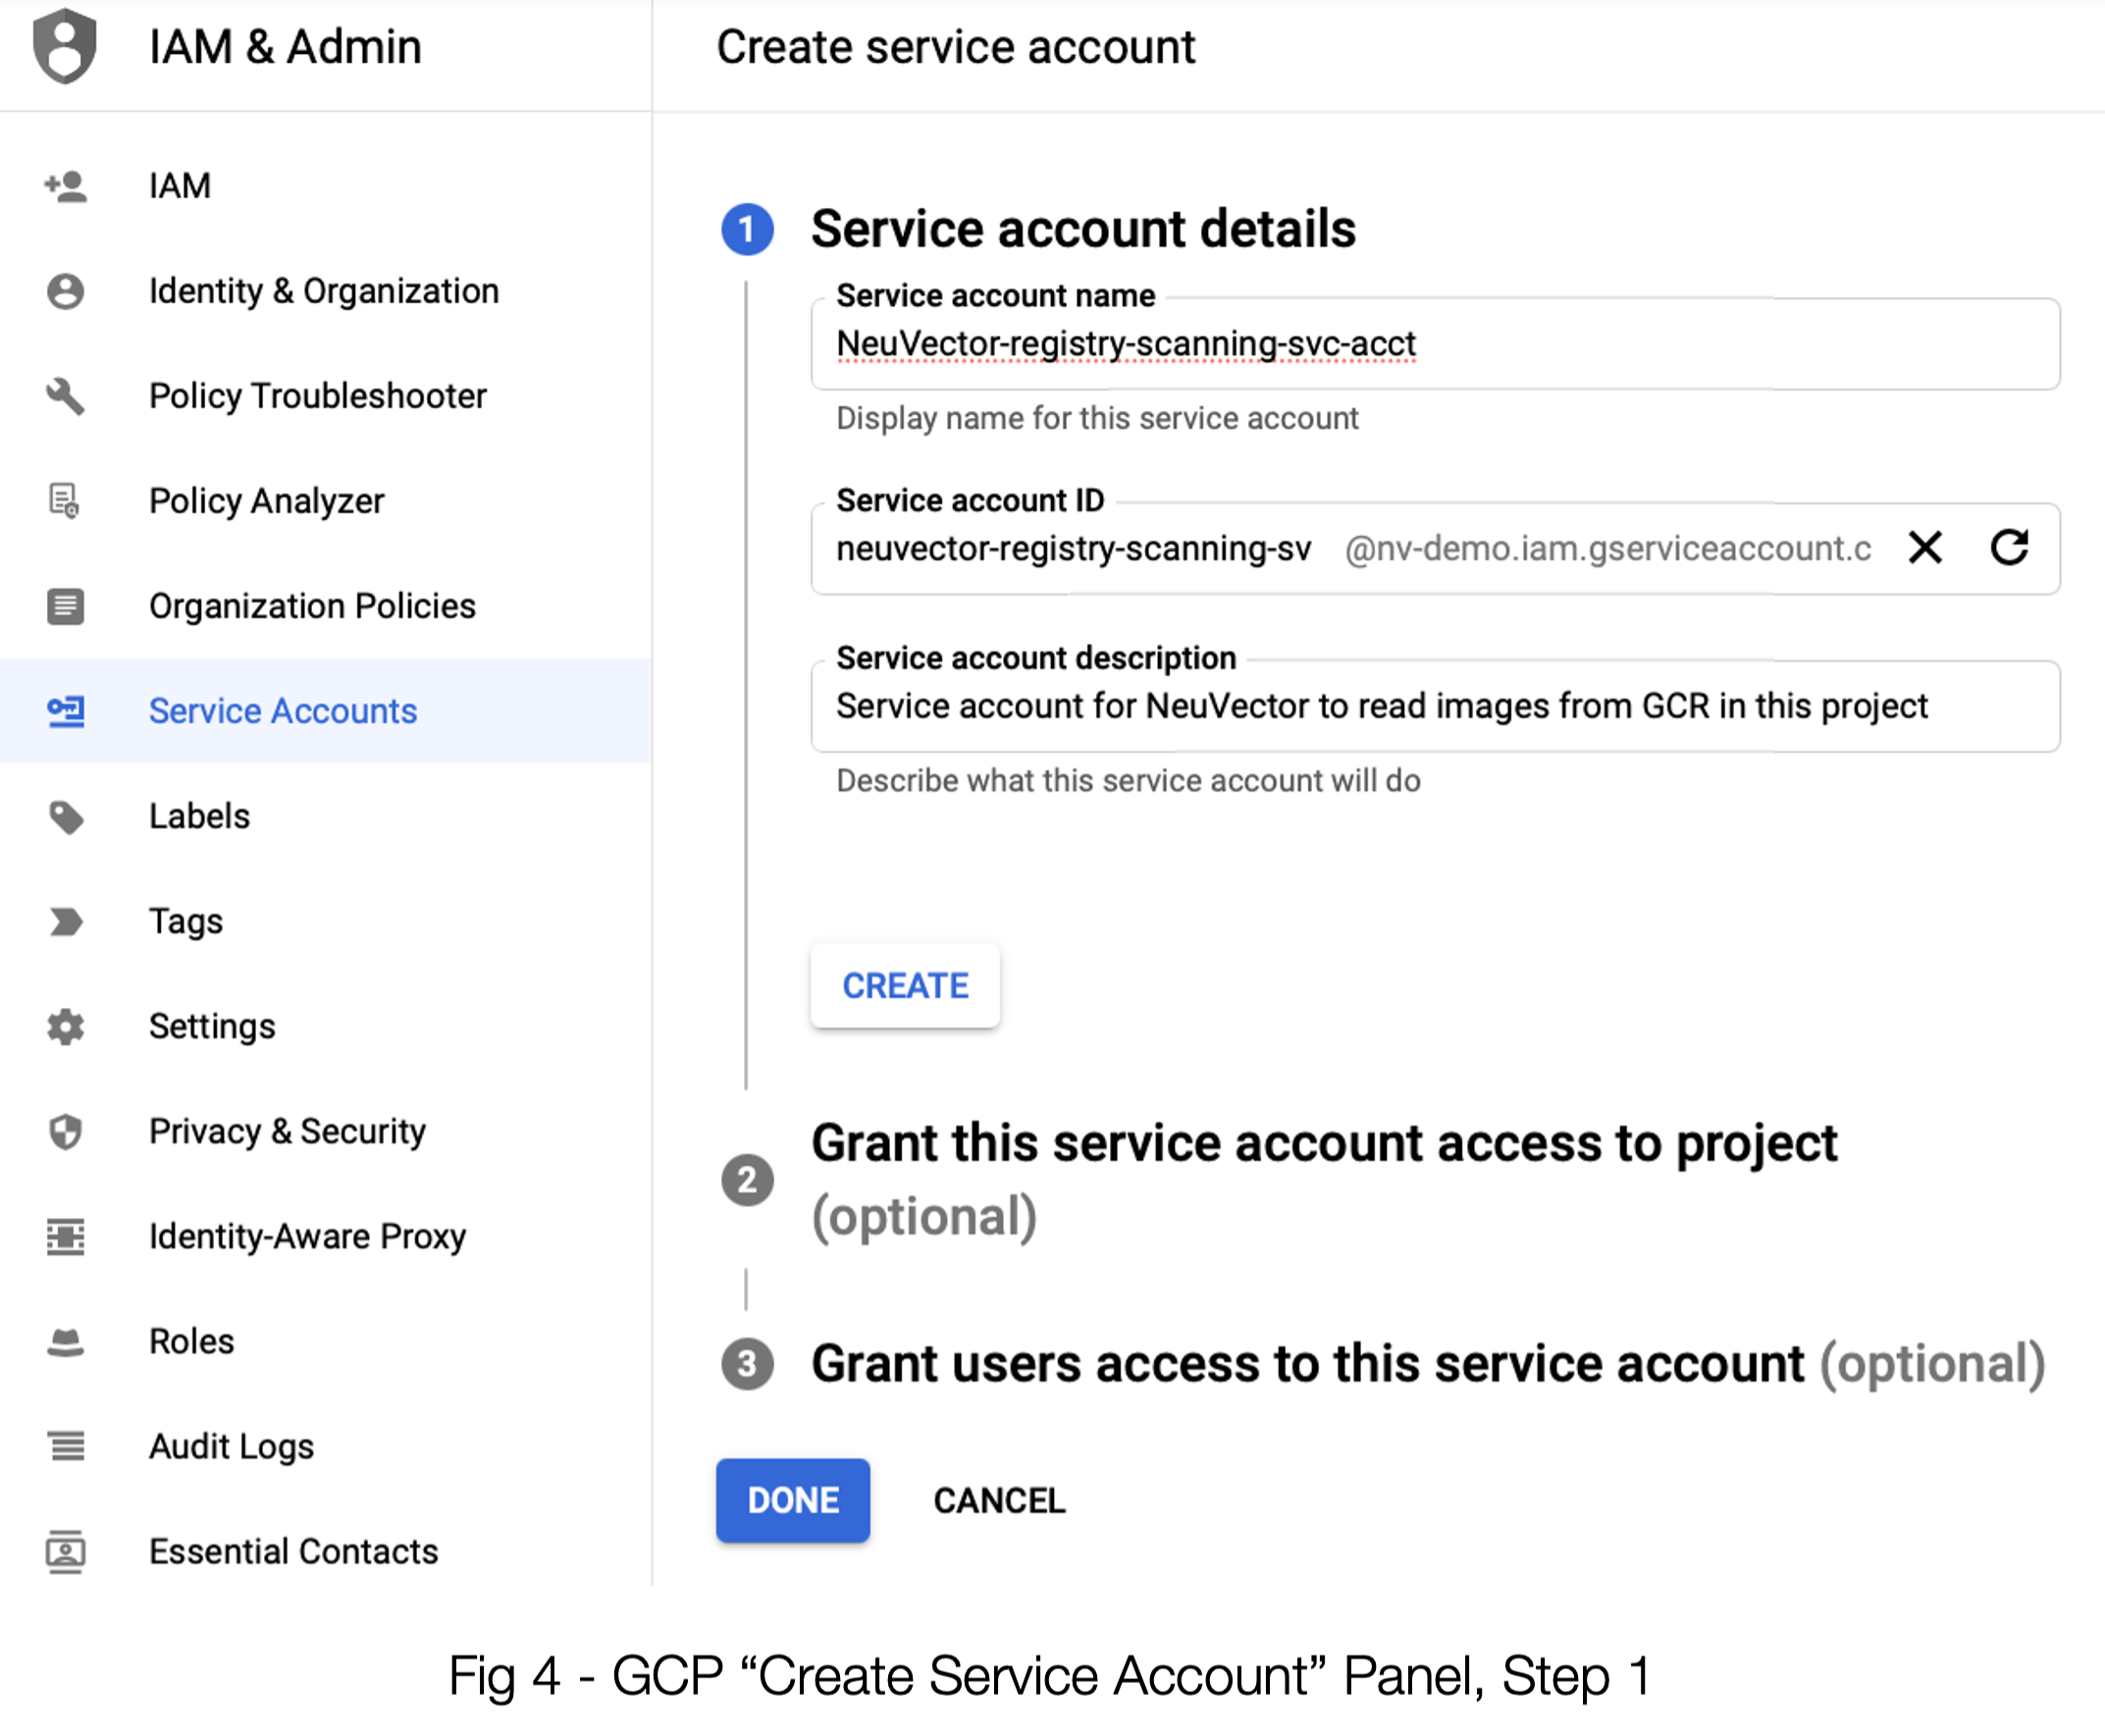 IAM & Admin
Create service account
IAM
Identity & Organization
Policy Troubleshooter
Policy Analyzer
Organization Policies
Service Accounts
Labels
Tags
Settings
Privacy & Security
Identity-Aware Proxy
Roles
Audit Logs
Essential Contacts
1 Service account details
Service account name
NeuVector-registry-scanning-svc-acct
Display name for this service account
Service account ID
neuvector-registry-scanning-sv @nv-demo.iam.gserviceaccount.c
Service account description
Service account for NeuVector to read images from GCR in this project
Describe what this service account will do
CREATE
2 Grant this service account access to project
(optional)
3 Grant users access to this service account (optional)
DONE CANCEL
Fig 4 - GCP “Create Service Account” Panel, Step 1